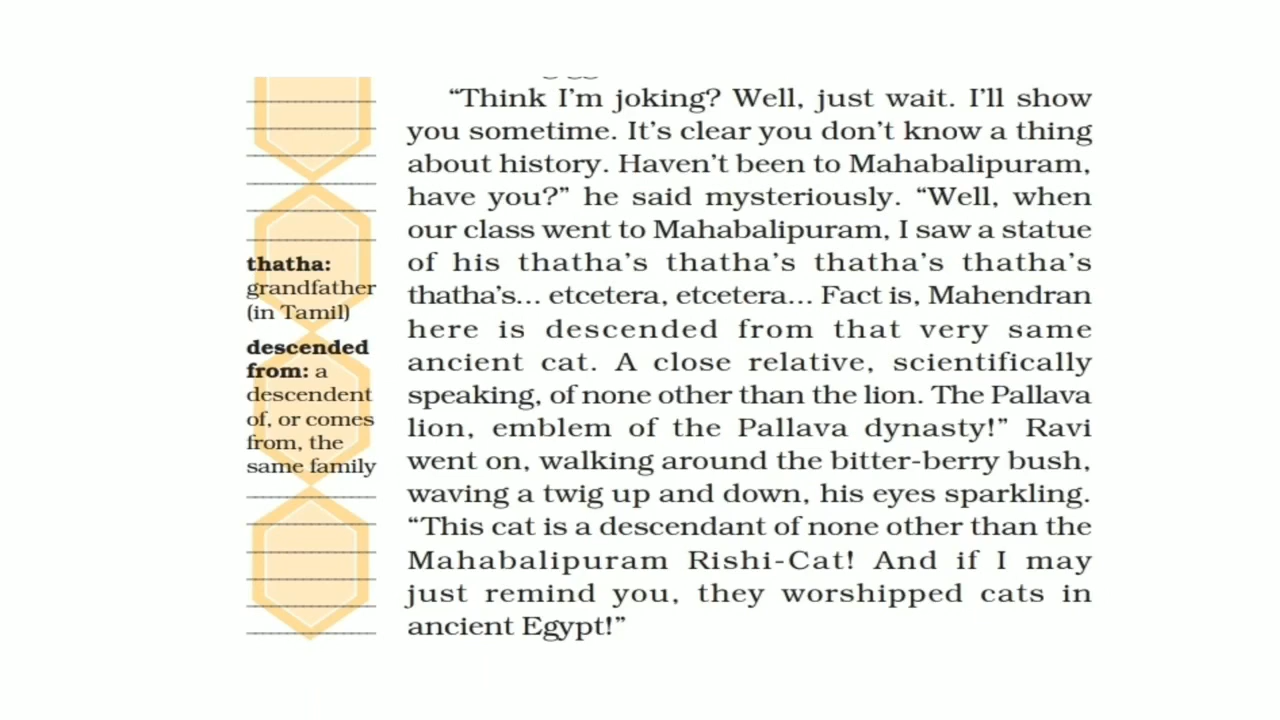 thatha:
grandfather
(in Tamil)
descended
from: a
descendent
of, or comes
from, the
same family
“Think I’m joking? Well, just wait. I’ll show
you sometime. It’s clear you don’t know a thing
about history. Haven’t been to Mahabalipuram,
have you?” he said mysteriously. “Well, when
our class went to Mahabalipuram, I saw a statue
of his thatha’s thatha’s thatha’s thatha’s
thatha’s... etcetera, etcetera... Fact is, Mahendran
here is descended from that very same
ancient cat. A close relative, scientifically
speaking, of none other than the lion. The Pallava
lion, emblem of the Pallava dynasty!” Ravi
went on, walking around the bitter-berry bush,
waving a twig up and down, his eyes sparkling.
“This cat is a descendant of none other than the
Mahabalipuram Rishi-Cat! And if I may
just remind you, they worshipped cats in
ancient Egypt!”